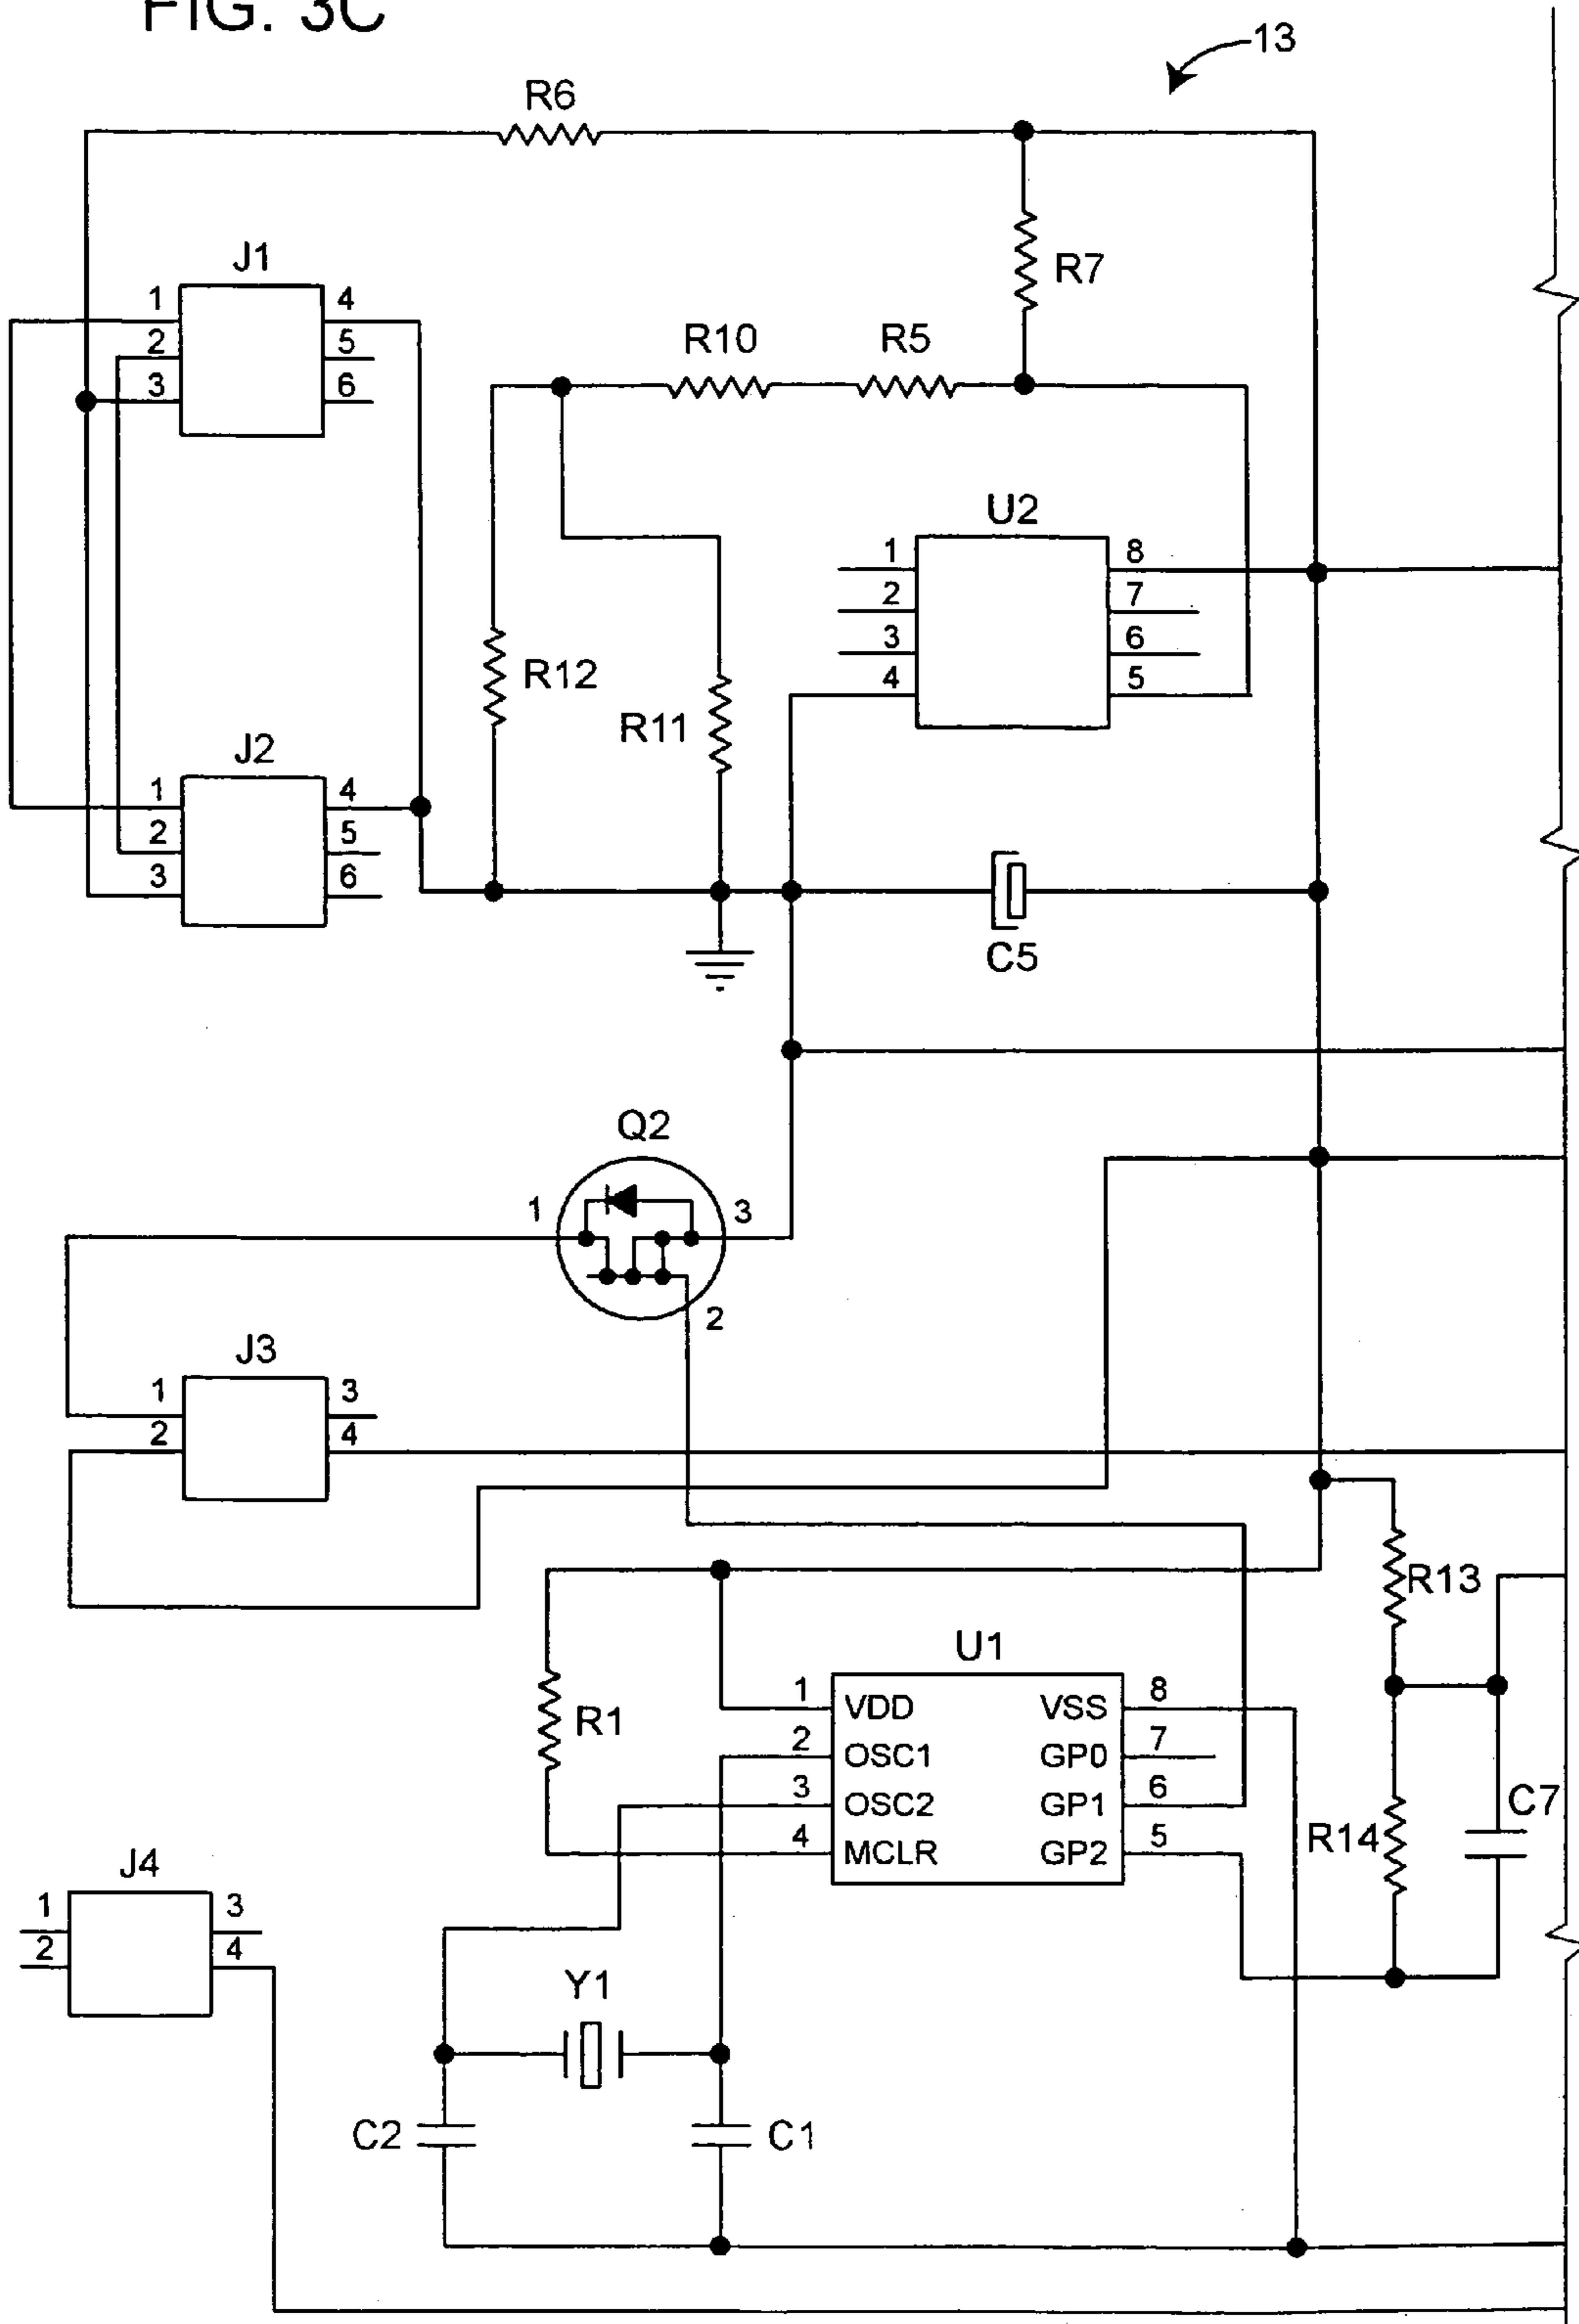 FIG. 3C
13
R6
R7
J1
1
2
3
4
5
6
R10
R5
U2
1
2
3
4
8
7
6
5
R12
R11
J2
1
2
3
4
5
6
C5
Q2
1
3
2
J3
1
2
3
4
R13
U1
1
2
3
4
VDD
OSC1
OSC2
MCLR
VSS
GP0
GP1
GP2
8
7
6
5
R1
R14
C7
J4
1
2
3
4
Y1
C2
C1